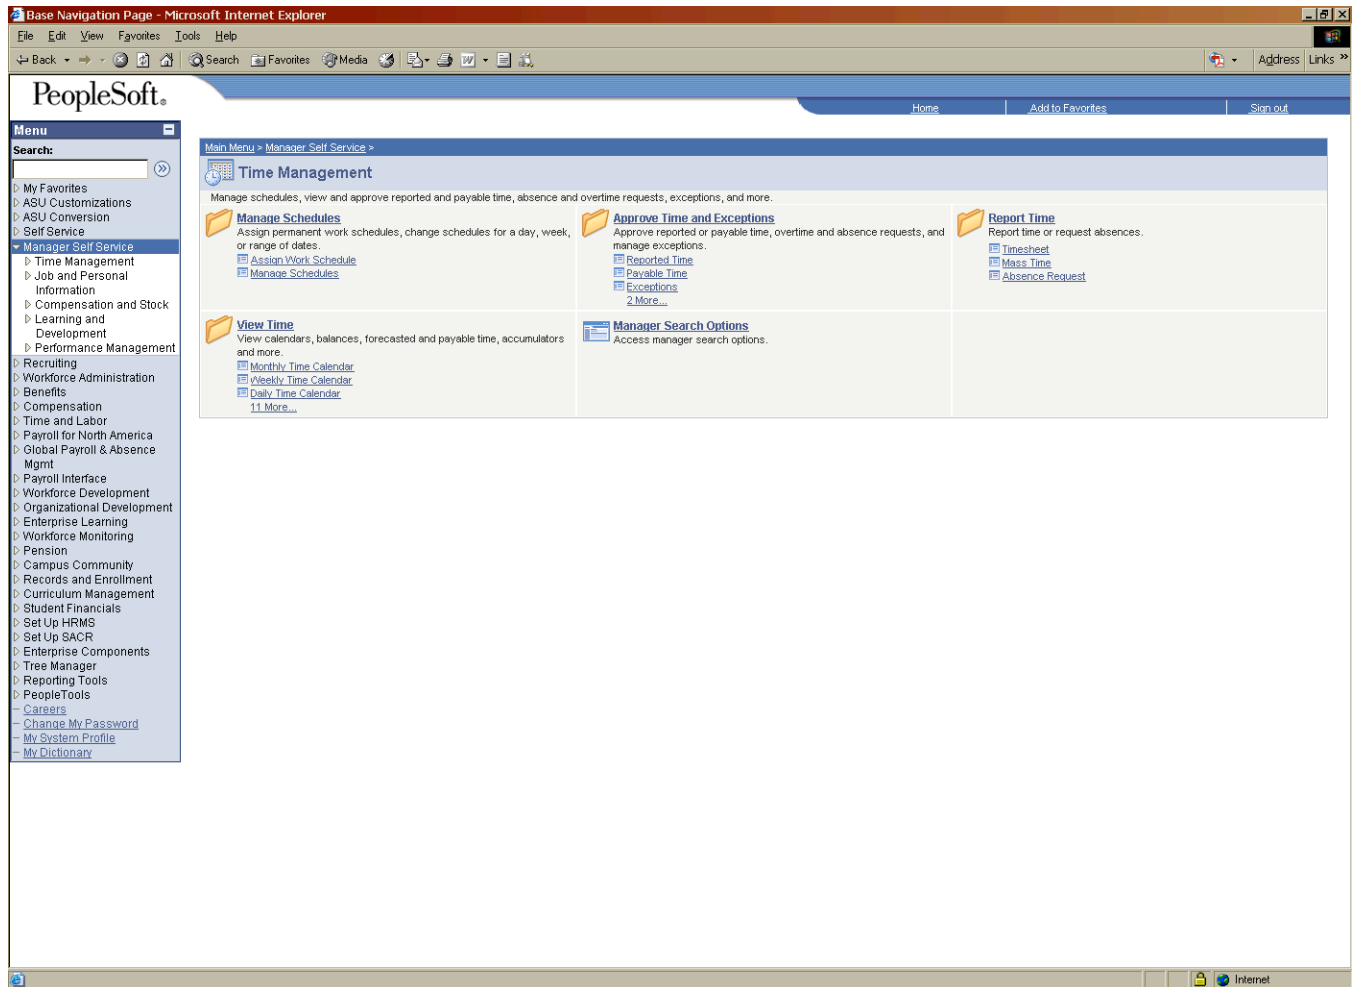 Base Navigation Page - Microsoft Internet Explorer
File Edit View Favorites Tools Help
Back Search Favorites Media Address Links »
PeopleSoft®
Home Add to Favorites Sign out
Menu
Search:
My Favorites
ASU Customizations
ASU Conversion
Self Service
Manager Self Service
Time Management
Job and Personal
Information
Compensation and Stock
Learning and
Development
Performance Management
Recruiting
Workforce Administration
Benefits
Compensation
Time and Labor
Payroll for North America
Global Payroll & Absence
Mgmt
Payroll Interface
Workforce Development
Organizational Development
Enterprise Learning
Workforce Monitoring
Pension
Campus Community
Records and Enrollment
Curriculum Management
Student Financials
Set Up HRMS
Set Up SACR
Enterprise Components
Tree Manager
Reporting Tools
PeopleTools
Careers
Change My Password
My System Profile
My Dictionary
Main Menu > Manager Self Service >
Time Management
Manage schedules, view and approve reported and payable time, absence and overtime requests, exceptions, and more.
Manage Schedules
Assign permanent work schedules, change schedules for a day, week,
or range of dates.
Assign Work Schedule
Manage Schedules
Approve Time and Exceptions
Approve reported or payable time, overtime and absence requests, and
manage exceptions.
Reported Time
Payable Time
Exceptions
2 More...
Report Time
Report time or request absences.
Timesheet
Mass Time
Absence Request
View Time
View calendars, balances, forecasted and payable time, accumulators
and more.
Monthly Time Calendar
Weekly Time Calendar
Daily Time Calendar
11 More...
Manager Search Options
Access manager search options.
Internet